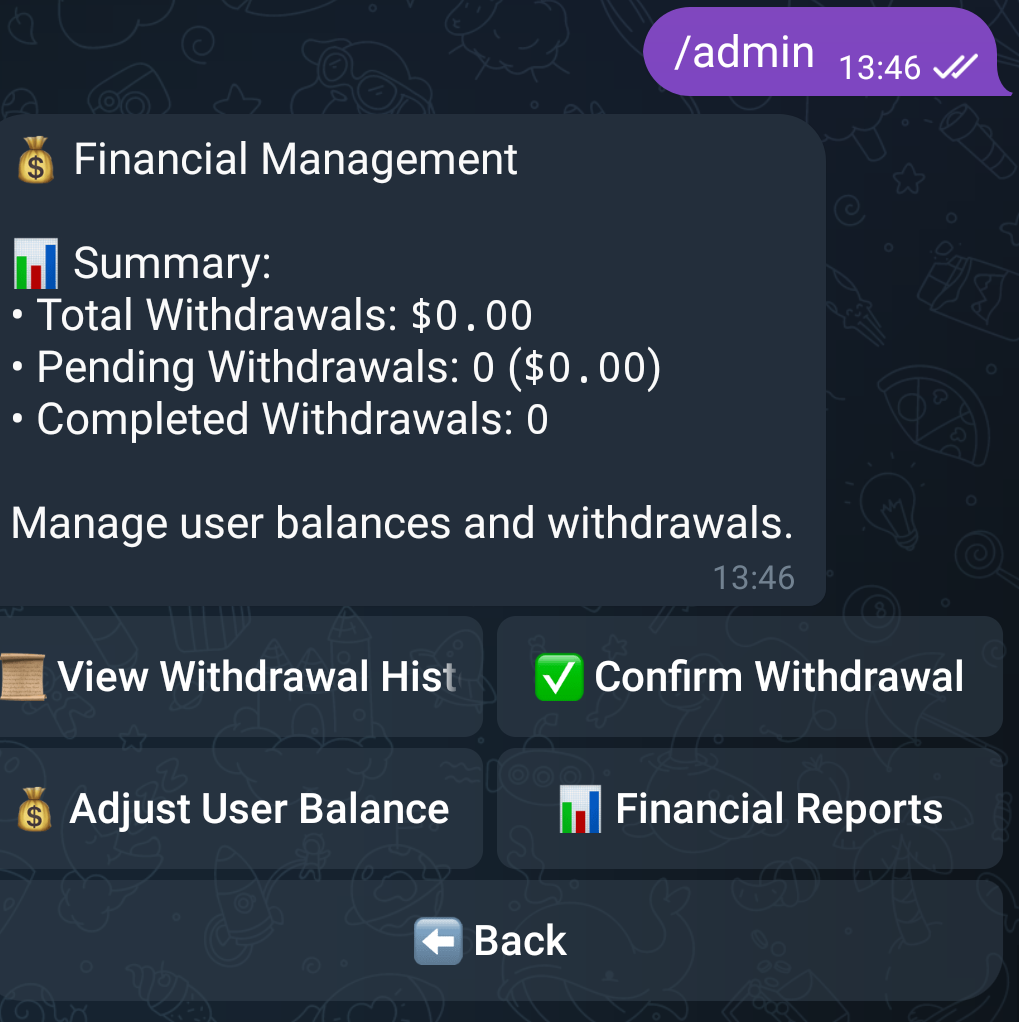 /admin 13:46
💰 Financial Management
📊 Summary:
• Total Withdrawals: $0.00
• Pending Withdrawals: 0 ($0.00)
• Completed Withdrawals: 0
Manage user balances and withdrawals.
13:46
📜 View Withdrawal Hist
✅ Confirm Withdrawal
💰 Adjust User Balance
📊 Financial Reports
⬅️ Back